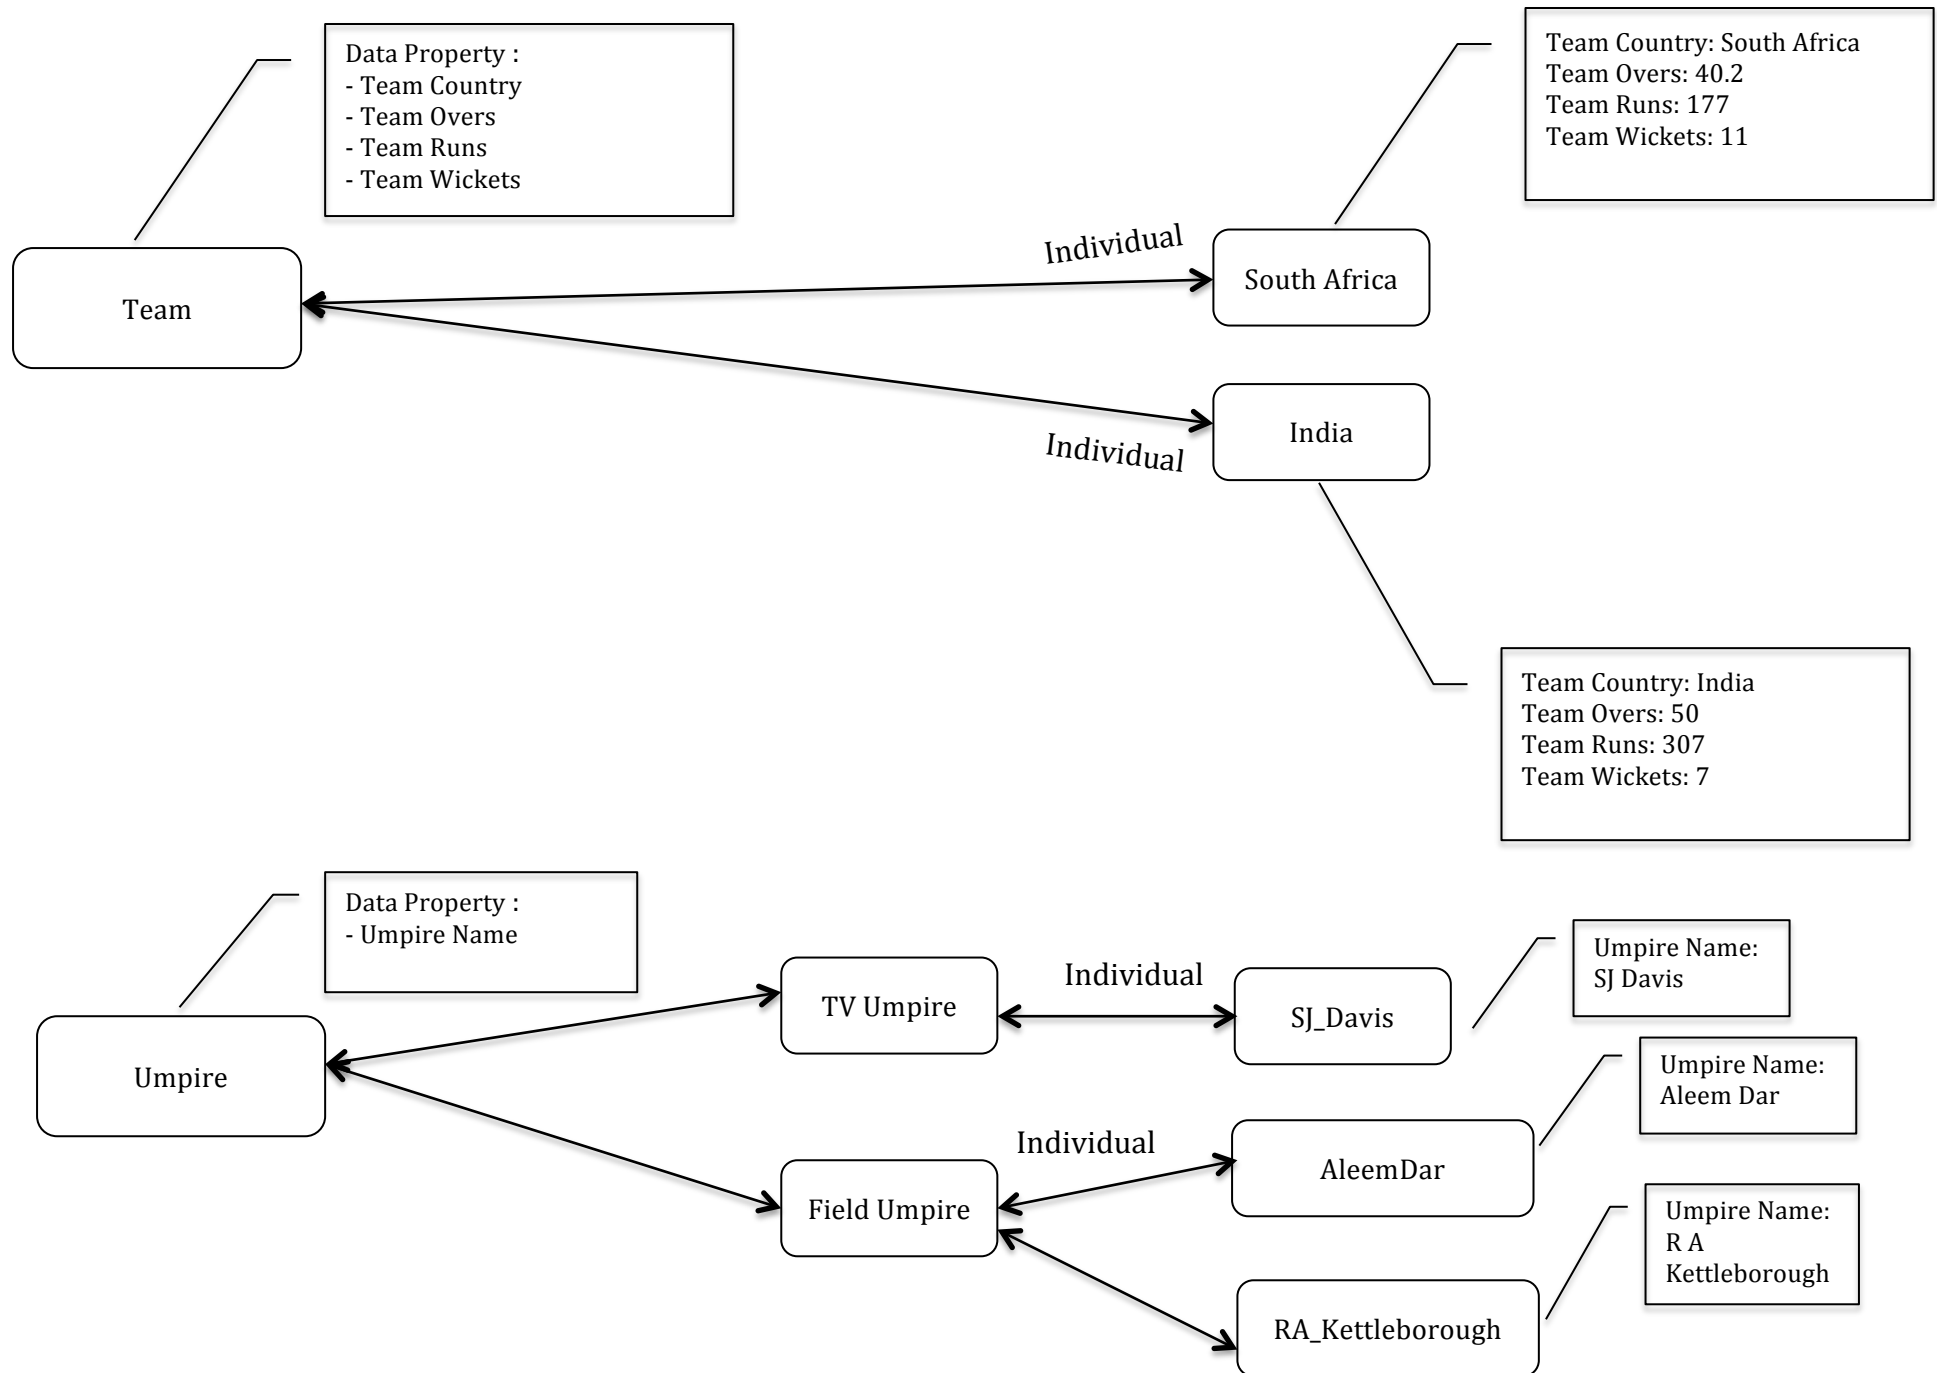 Data Property :
- Team Country
- Team Overs
- Team Runs
- Team Wickets
Team Country: South Africa
Team Overs: 40.2
Team Runs: 177
Team Wickets: 11
Team
Individual
South Africa
Individual
India
Team Country: India
Team Overs: 50
Team Runs: 307
Team Wickets: 7
Data Property :
- Umpire Name
Umpire
TV Umpire
Individual
SJ_Davis
Umpire Name:
SJ Davis
Field Umpire
Individual
AleemDar
Umpire Name:
Aleem Dar
RA_Kettleborough
Umpire Name:
R A
Kettleborough